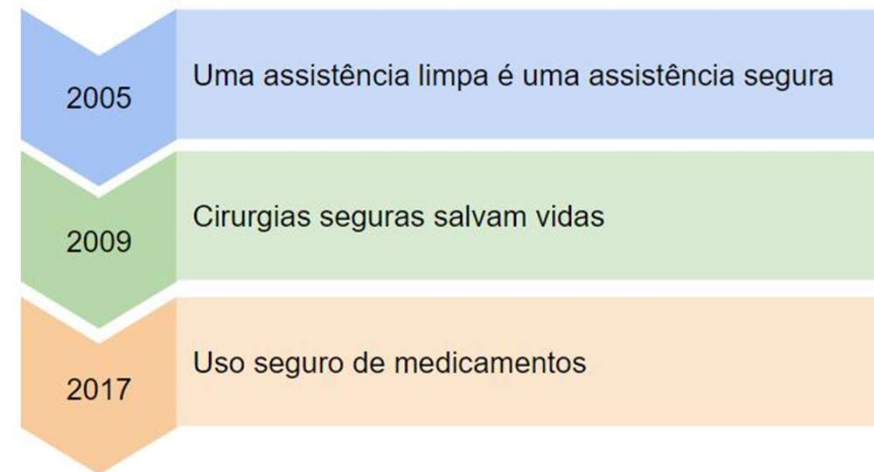 2005
Uma assistência limpa é uma assistência segura
2009
Cirurgias seguras salvam vidas
2017
Uso seguro de medicamentos